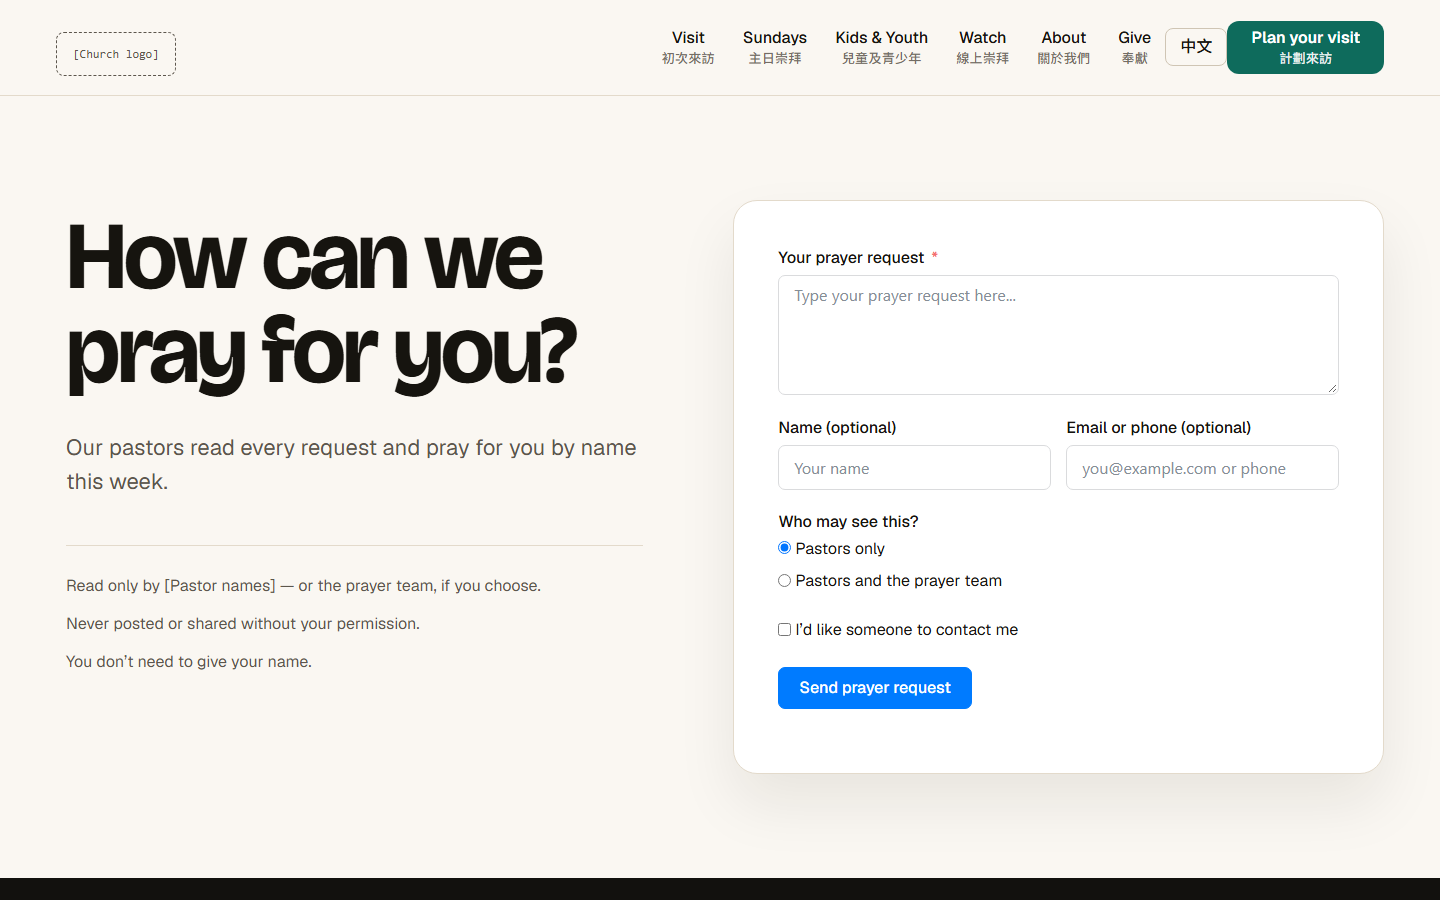 [Church logo]
Visit
初次來訪
Sundays
主日崇拜
Kids & Youth
兒童及青少年
Watch
線上崇拜
About
關於我們
Give
奉獻
中文
Plan your visit
計劃來訪
How can we
pray for you?
Our pastors read every request and pray for you by name
this week.
Read only by [Pastor names] — or the prayer team, if you choose.
Never posted or shared without your permission.
You don’t need to give your name.
Your prayer request *
Type your prayer request here...
Name (optional)
Your name
Email or phone (optional)
you@example.com or phone
Who may see this?
Pastors only
Pastors and the prayer team
I’d like someone to contact me
Send prayer request